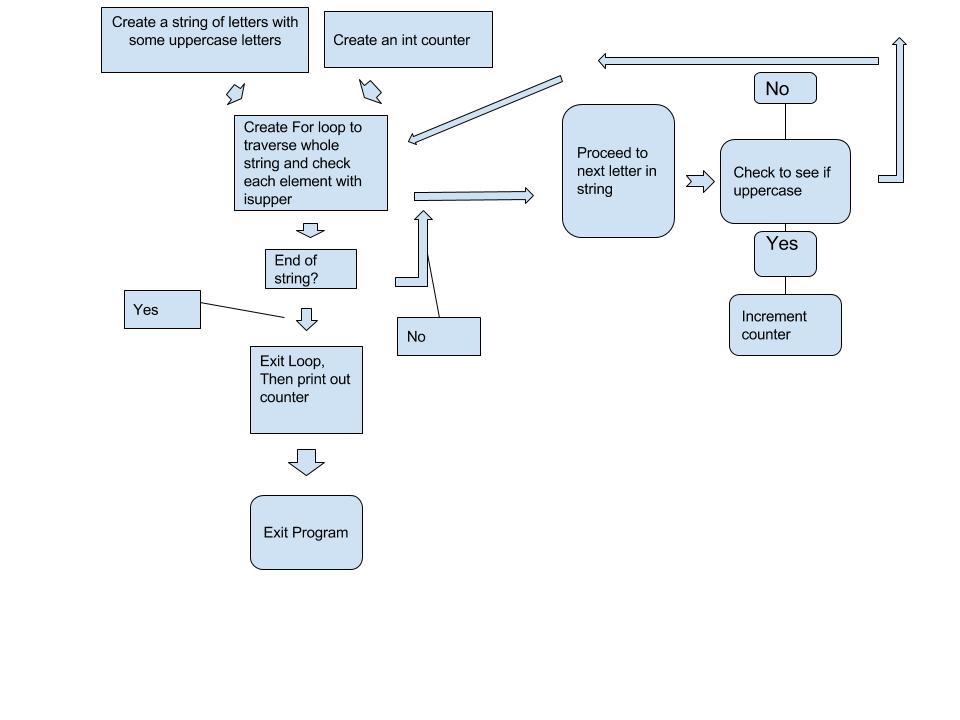 Create a string of letters with
some uppercase letters
Create an int counter
Create For loop to
traverse whole
string and check
each element with
isupper
Proceed to
next letter in
string
No
Check to see if
uppercase
Yes
Increment
counter
End of
string?
Yes
No
Exit Loop,
Then print out
counter
Exit Program